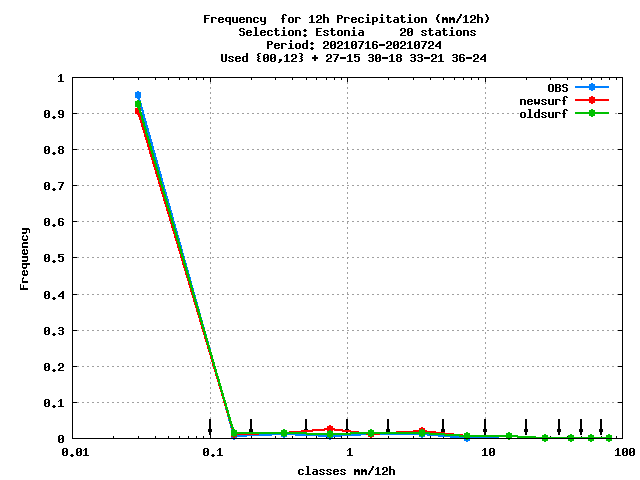 Frequency  for 12h Precipitation (mm/12h)
Selection: Estonia     20 stations
Period: 20210716-20210724
Used {00,12} + 27-15 30-18 33-21 36-24
OBS
newsurf
oldsurf
1
0.9
0.8
0.7
0.6
0.5
0.4
0.3
0.2
0.1
0
Frequency
0.01 0.1 1 10 100
classes mm/12h